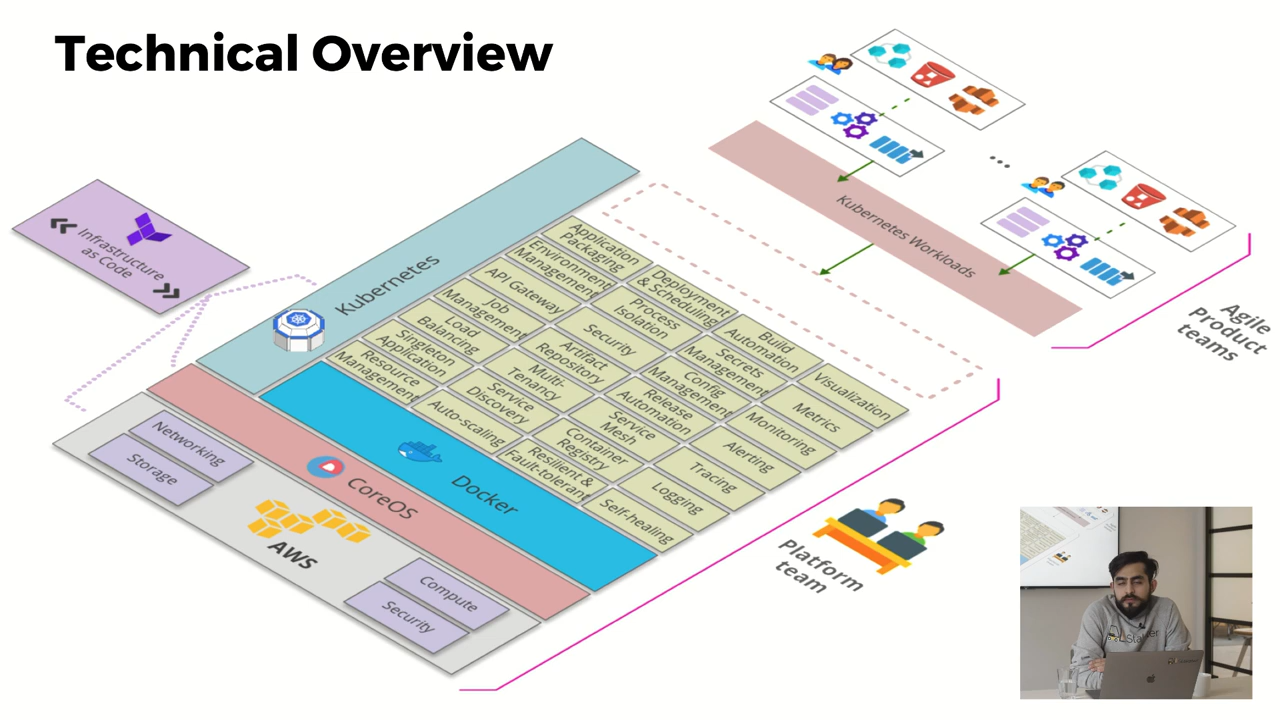 Technical Overview
Infrastructure
as Code
Kubernetes
Kubernetes Workloads
Agile
Product
teams
Application
Packaging
Environment
Management
API Gateway
Job
Management
Load
Balancing
Singleton
Application
Resource
Management
Deployment
& Scheduling
Process
Isolation
Security
Artifact
Repository
Multi-
Tenancy
Service
Discovery
Auto-scaling
Build
Automation
Secrets
Management
Config
Management
Release
Automation
Service
Mesh
Container
Registry
Resilient &
Fault-tolerant
Visualization
Metrics
Monitoring
Alerting
Tracing
Logging
Self-healing
Docker
CoreOS
Networking
Storage
AWS
Compute
Security
Platform
team